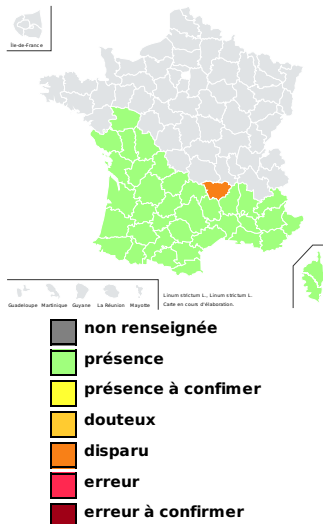 Île-de-France
Linum strictum L., Linum strictum L.
Carte en cours d'élaboration.
Guadeloupe Martinique Guyane La Réunion Mayotte
non renseignée
présence
présence à confimer
douteux
disparu
erreur
erreur à confirmer